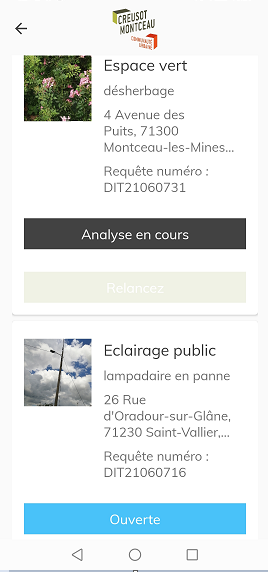 CREUSOT
MONTCEAU
COMMUNAUTÉ
URBAINE
Espace vert
désherbage
4 Avenue des
Puits, 71300
Montceau-les-Mines...
Requête numéro :
DIT21060731
Analyse en cours
Relancez
Eclairage public
lampadaire en panne
26 Rue
d'Oradour-sur-Glâne,
71230 Saint-Vallier,...
Requête numéro :
DIT21060716
Ouverte